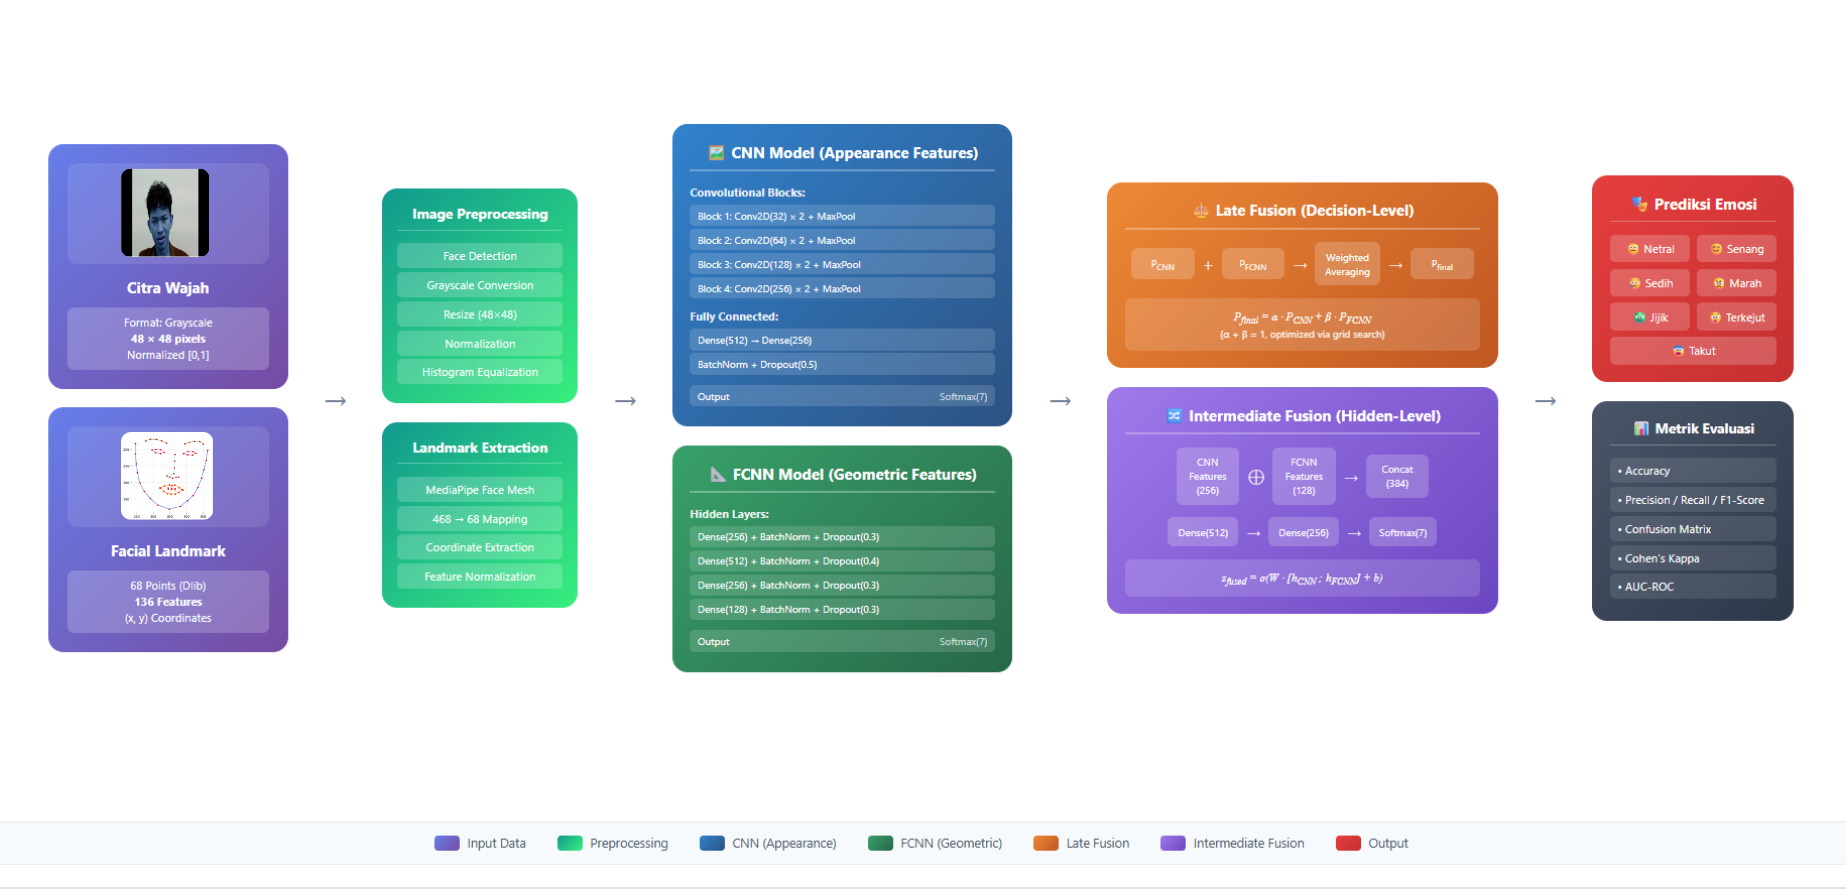 Citra Wajah
Format: Grayscale
48 × 48 pixels
Normalized [0,1]
Facial Landmark
68 Points (Dlib)
136 Features
(x, y) Coordinates
→
Image Preprocessing
Face Detection
Grayscale Conversion
Resize (48×48)
Normalization
Histogram Equalization
Landmark Extraction
MediaPipe Face Mesh
468 → 68 Mapping
Coordinate Extraction
Feature Normalization
→
CNN Model (Appearance Features)
Convolutional Blocks:
Block 1: Conv2D(32) × 2 + MaxPool
Block 2: Conv2D(64) × 2 + MaxPool
Block 3: Conv2D(128) × 2 + MaxPool
Block 4: Conv2D(256) × 2 + MaxPool
Fully Connected:
Dense(512) → Dense(256)
BatchNorm + Dropout(0.5)
Output Softmax(7)
FCNN Model (Geometric Features)
Hidden Layers:
Dense(256) + BatchNorm + Dropout(0.3)
Dense(512) + BatchNorm + Dropout(0.4)
Dense(256) + BatchNorm + Dropout(0.3)
Dense(128) + BatchNorm + Dropout(0.3)
Output Softmax(7)
→
Late Fusion (Decision-Level)
P_CNN + P_FCNN → Weighted Averaging → P_final
P_final = α · P_CNN + β · P_FCNN
(α + β = 1, optimized via grid search)
Intermediate Fusion (Hidden-Level)
CNN Features (256) ⊕ FCNN Features (128) → Concat (384)
Dense(512) → Dense(256) → Softmax(7)
z_fused = σ(W · [h_CNN ; h_FCNN] + b)
→
Prediksi Emosi
Netral Senang
Sedih Marah
Jijik Terkejut
Takut
Metrik Evaluasi
• Accuracy
• Precision / Recall / F1-Score
• Confusion Matrix
• Cohen's Kappa
• AUC-ROC
Input Data Preprocessing CNN (Appearance) FCNN (Geometric) Late Fusion Intermediate Fusion Output